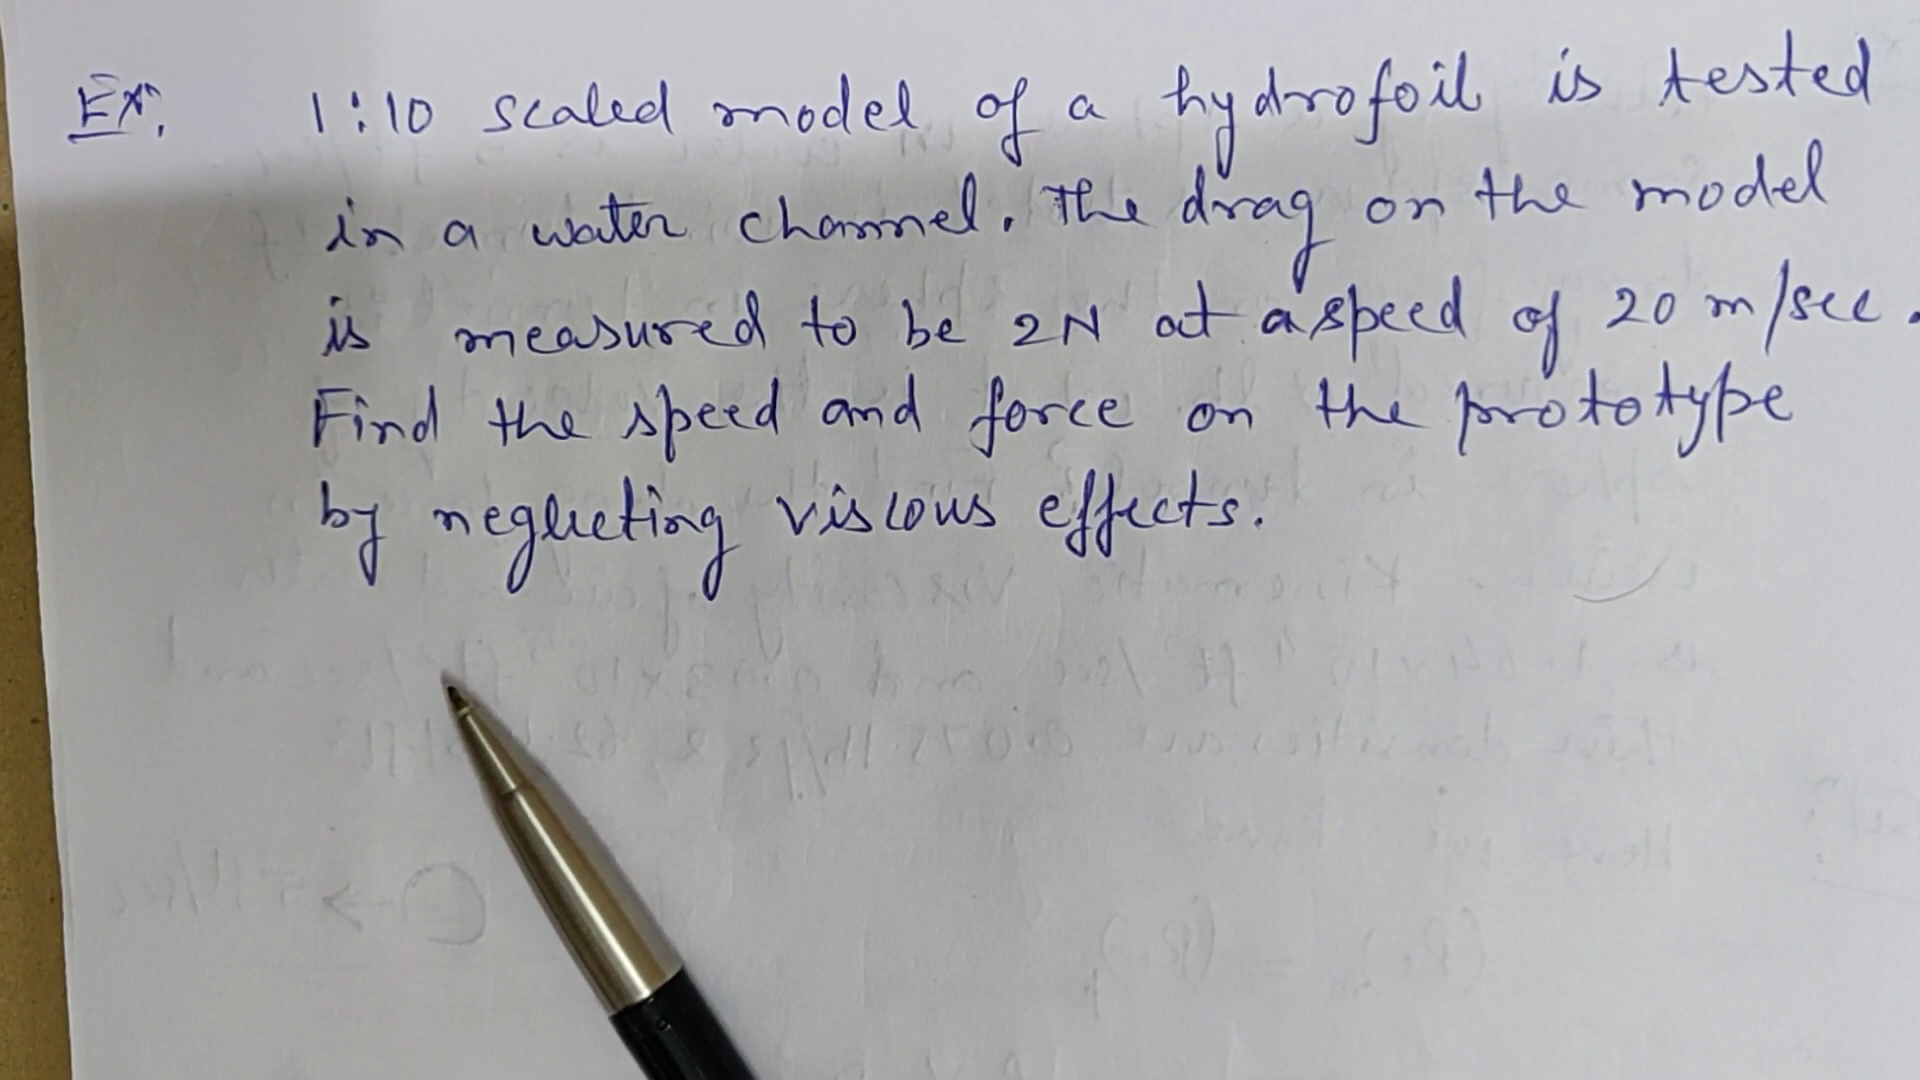 Ex: 1:10 scaled model of a hydrofoil is tested
in a water channel. The drag on the model
is measured to be 2N at a speed of 20 m/sec.
Find the speed and force on the prototype
by neglecting viscous effects.